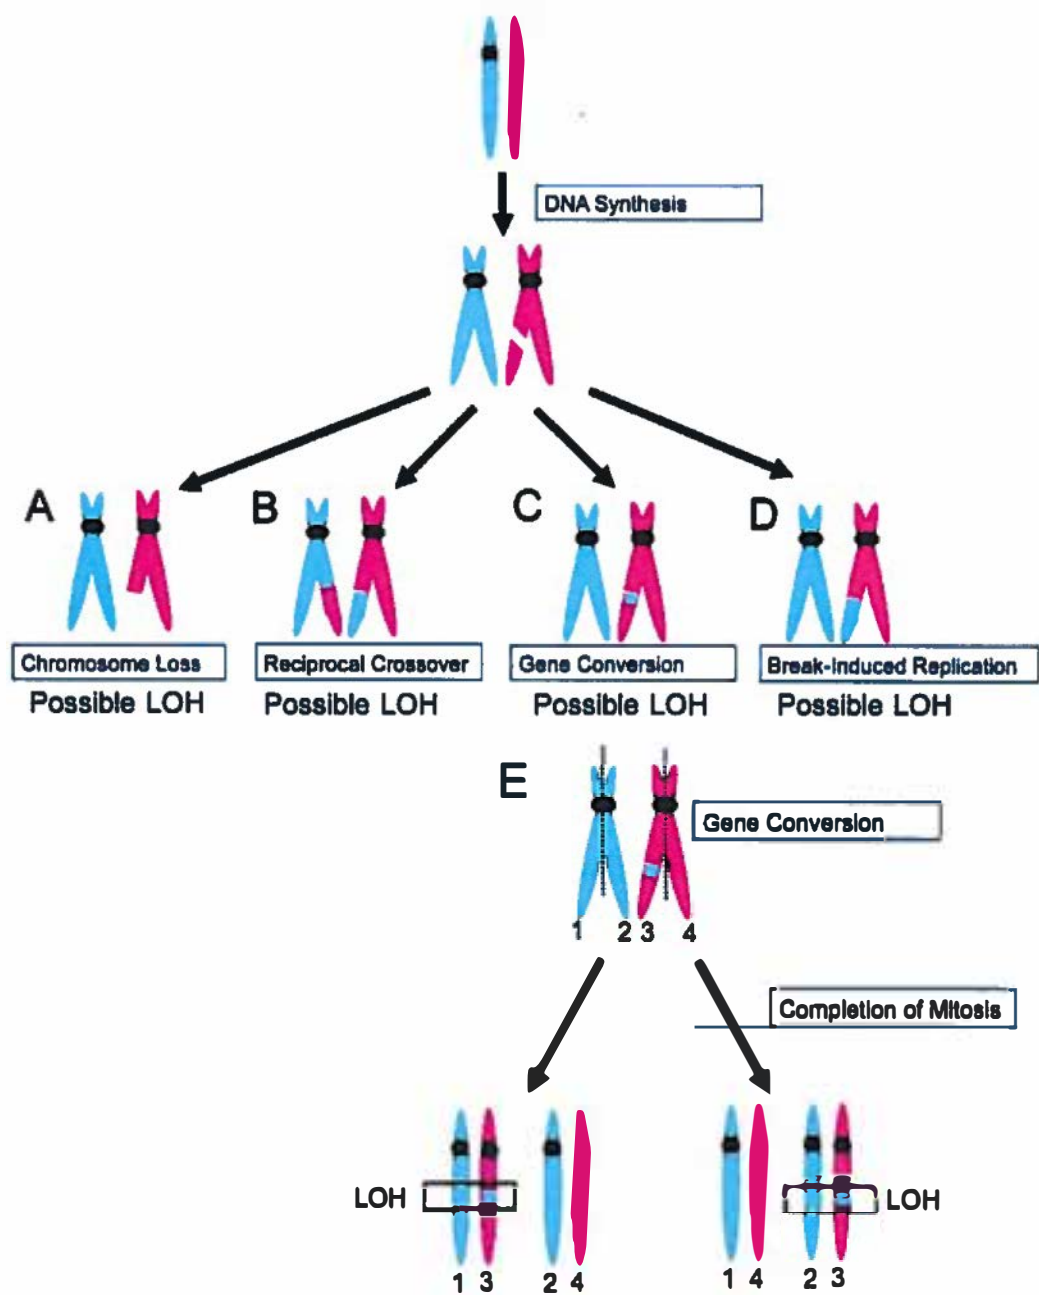 DNA Synthesis
A B C D
Chromosome Loss Reciprocal Crossover Gene Conversion Break-Induced Replication
Possible LOH Possible LOH Possible LOH Possible LOH
E
Gene Conversion
1 2 3 4
Completion of Mitosis
LOH LOH
1 3 2 4 1 4 2 3